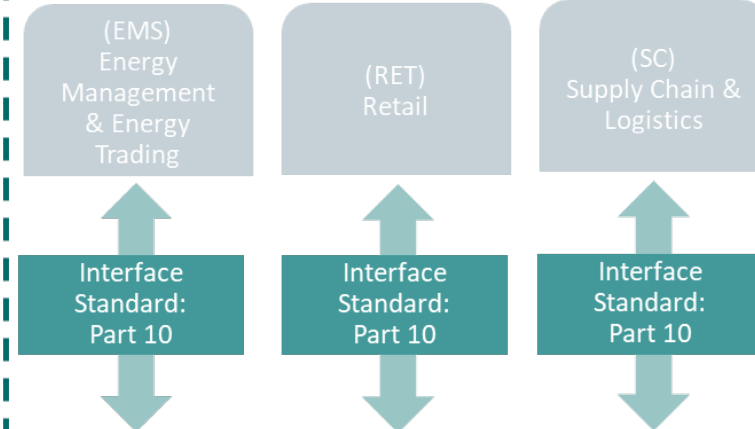 (EMS)
Energy
Management
& Energy
Trading
(RET)
Retail
(SC)
Supply Chain &
Logistics
Interface
Standard:
Part 10
Interface
Standard:
Part 10
Interface
Standard:
Part 10